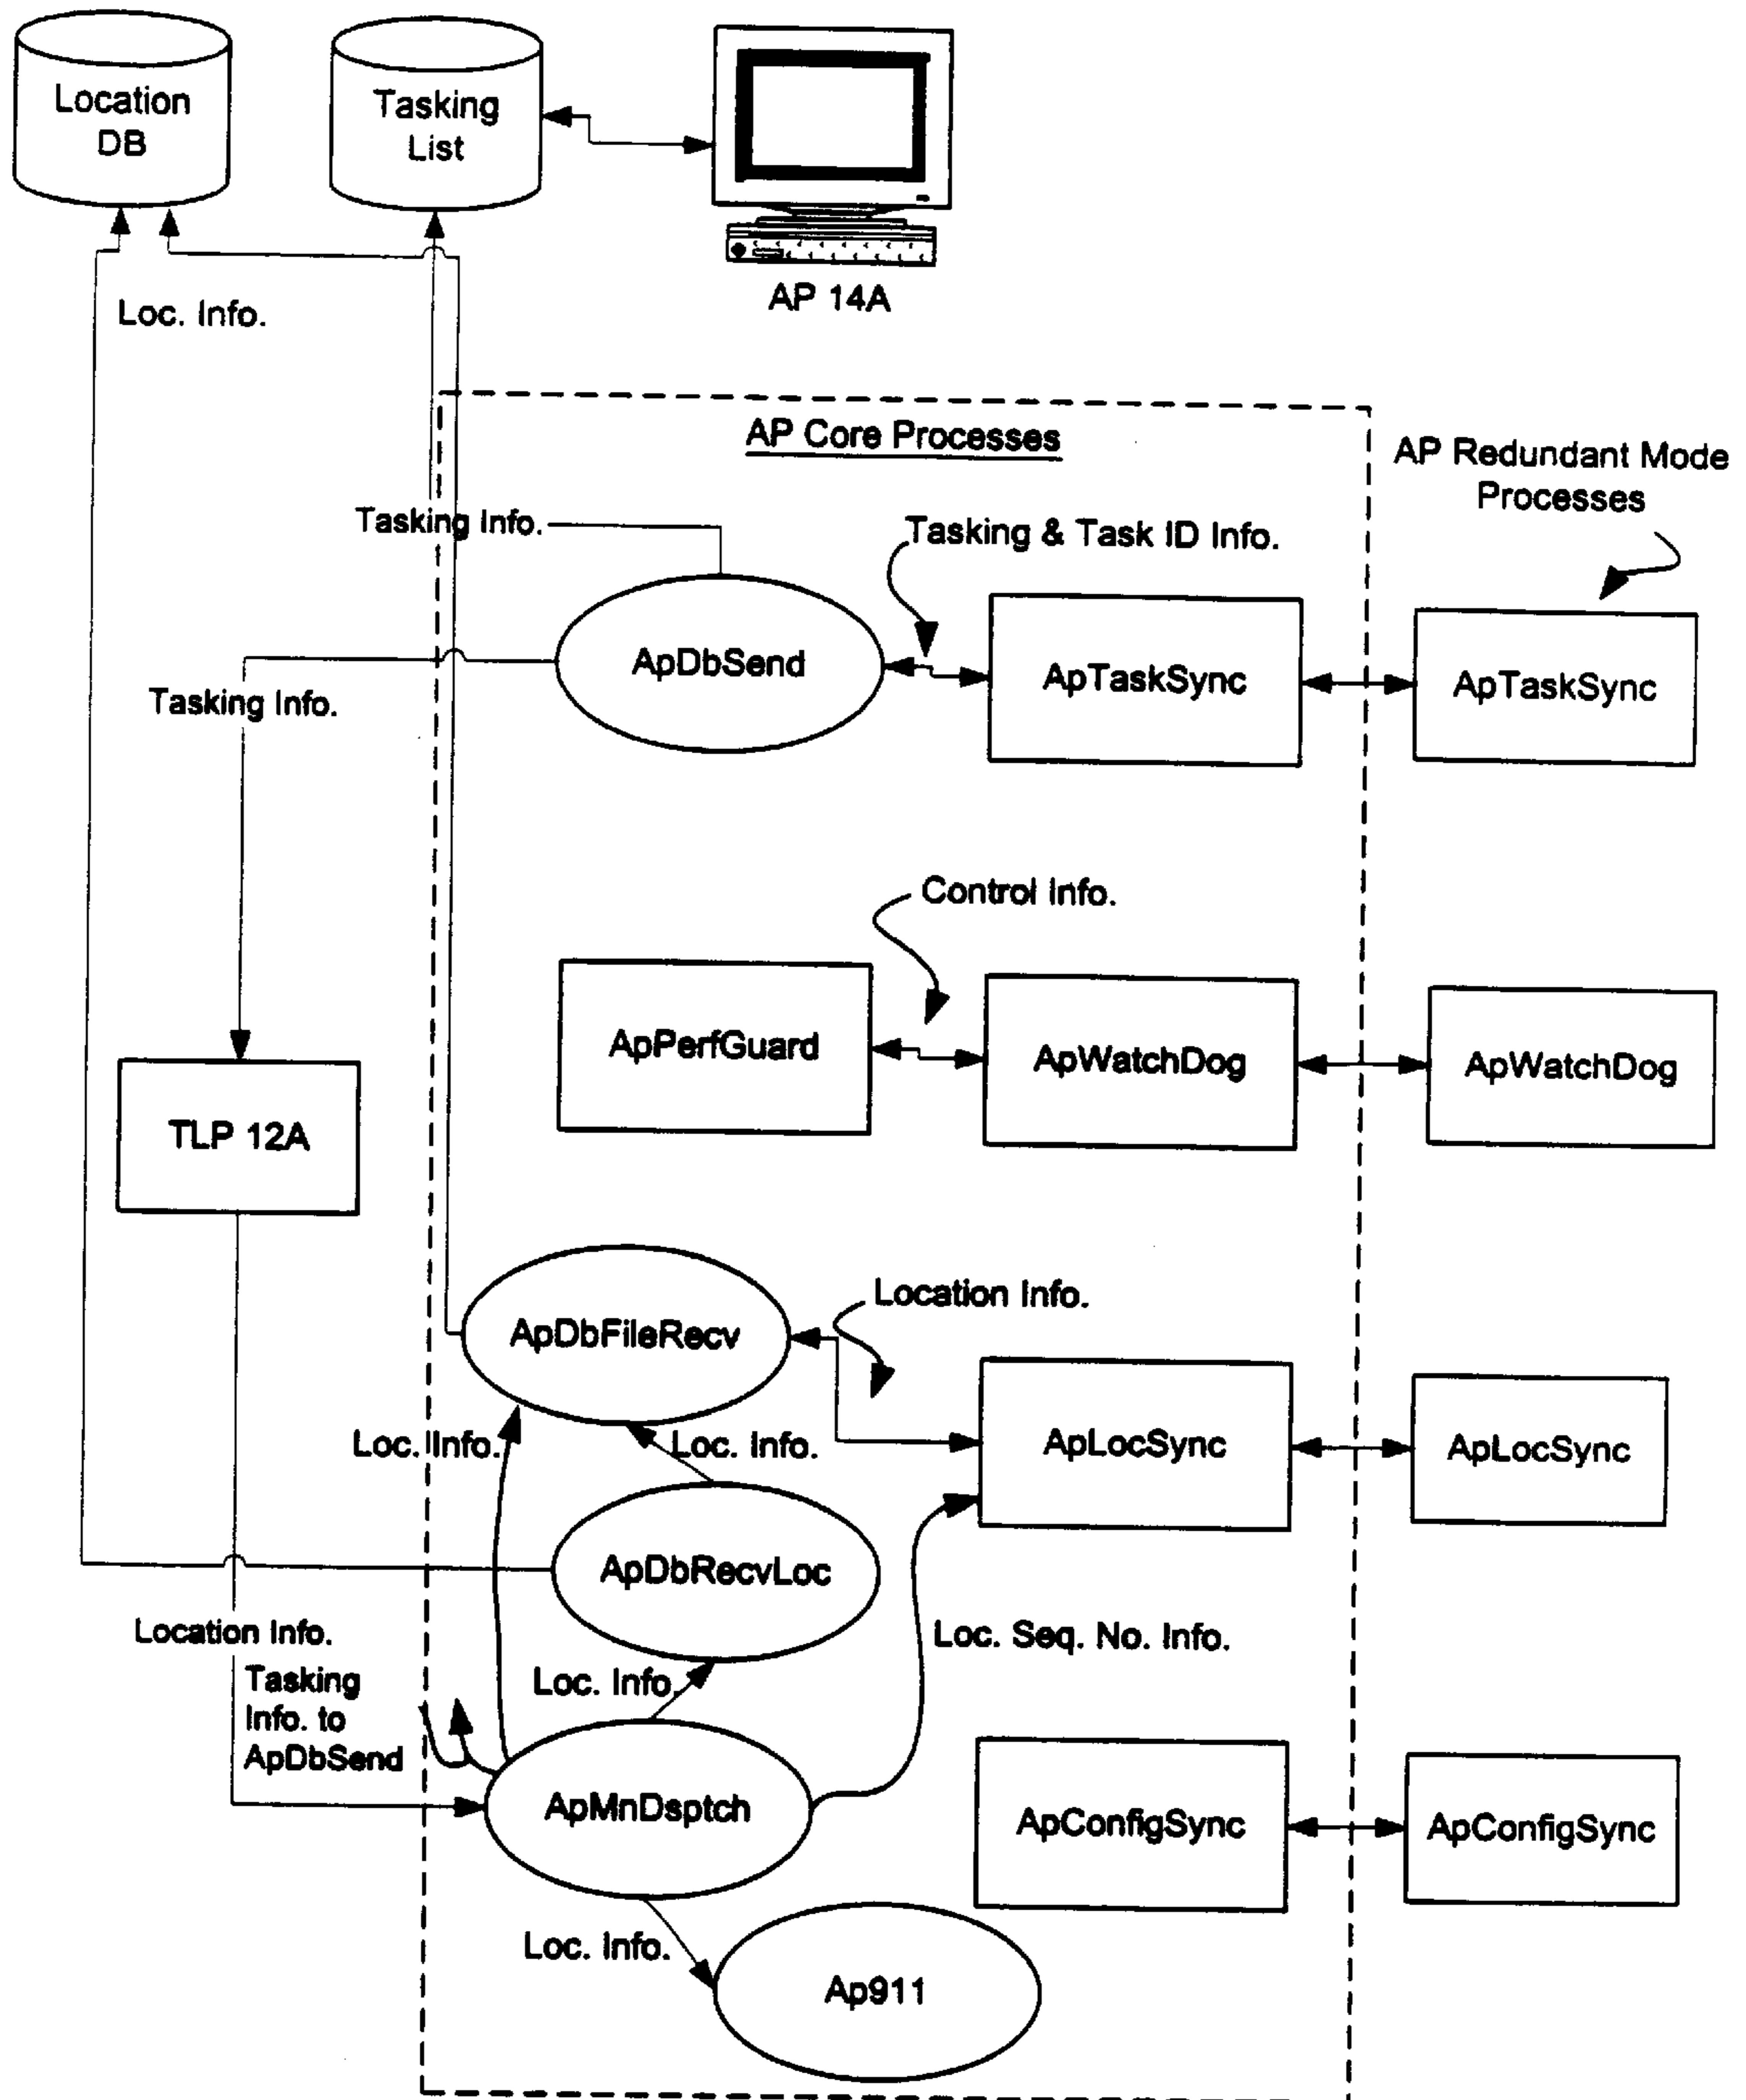 Location
DB
Tasking
List
AP 14A
Loc. Info.
AP Core Processes
AP Redundant Mode
Processes
Tasking Info.
Tasking & Task ID Info.
ApDbSend
ApTaskSync
ApTaskSync
Tasking Info.
Control Info.
ApPerfGuard
ApWatchDog
ApWatchDog
TLP 12A
Location Info.
ApDbFileRecv
Loc. Info.
Loc. Info.
ApLocSync
ApLocSync
ApDbRecvLoc
Location Info.
Loc. Seq. No. Info.
Tasking
Info. to
ApDbSend
Loc. Info.
ApMnDsptch
ApConfigSync
ApConfigSync
Loc. Info.
Ap911